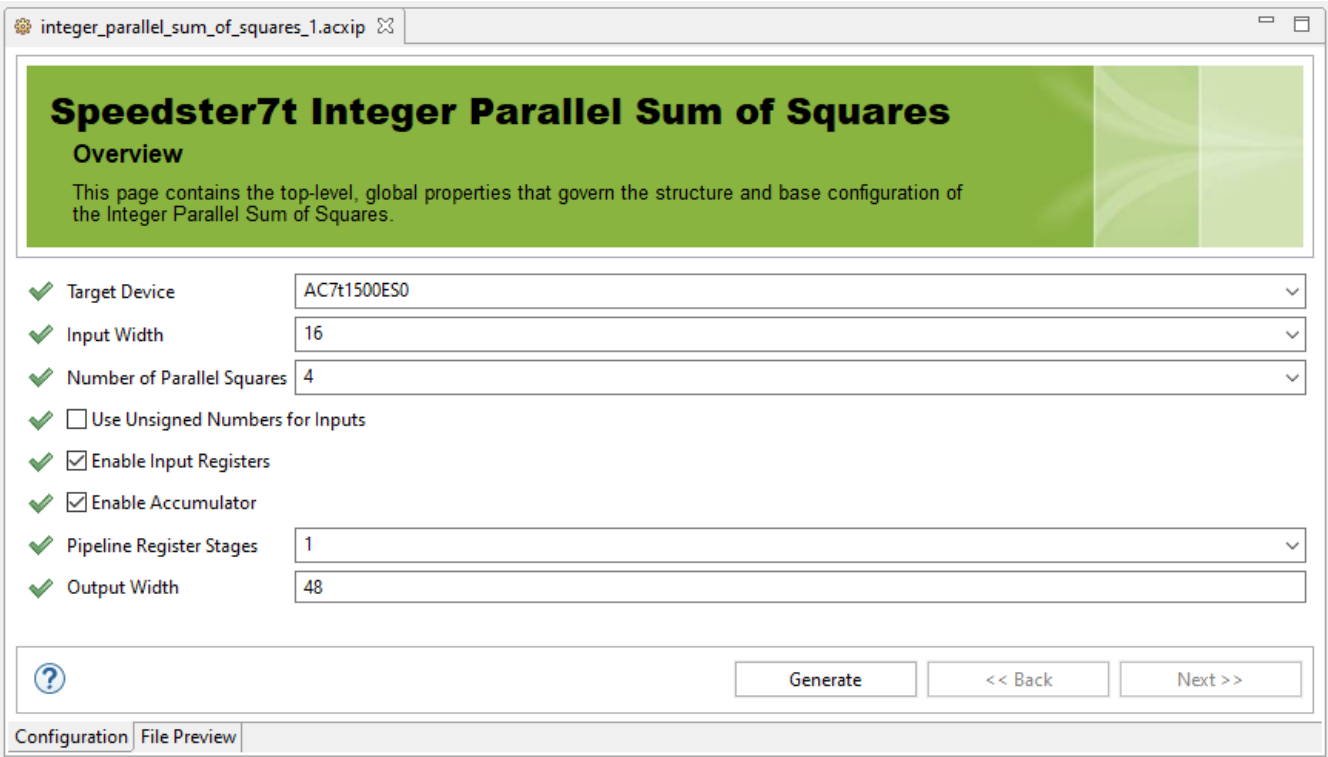 integer_parallel_sum_of_squares_1.acxip
Speedster7t Integer Parallel Sum of Squares
Overview
This page contains the top-level, global properties that govern the structure and base configuration of
the Integer Parallel Sum of Squares.
Target Device AC7t1500ES0
Input Width 16
Number of Parallel Squares 4
Use Unsigned Numbers for Inputs
Enable Input Registers
Enable Accumulator
Pipeline Register Stages 1
Output Width 48
? Generate << Back Next >>
Configuration File Preview